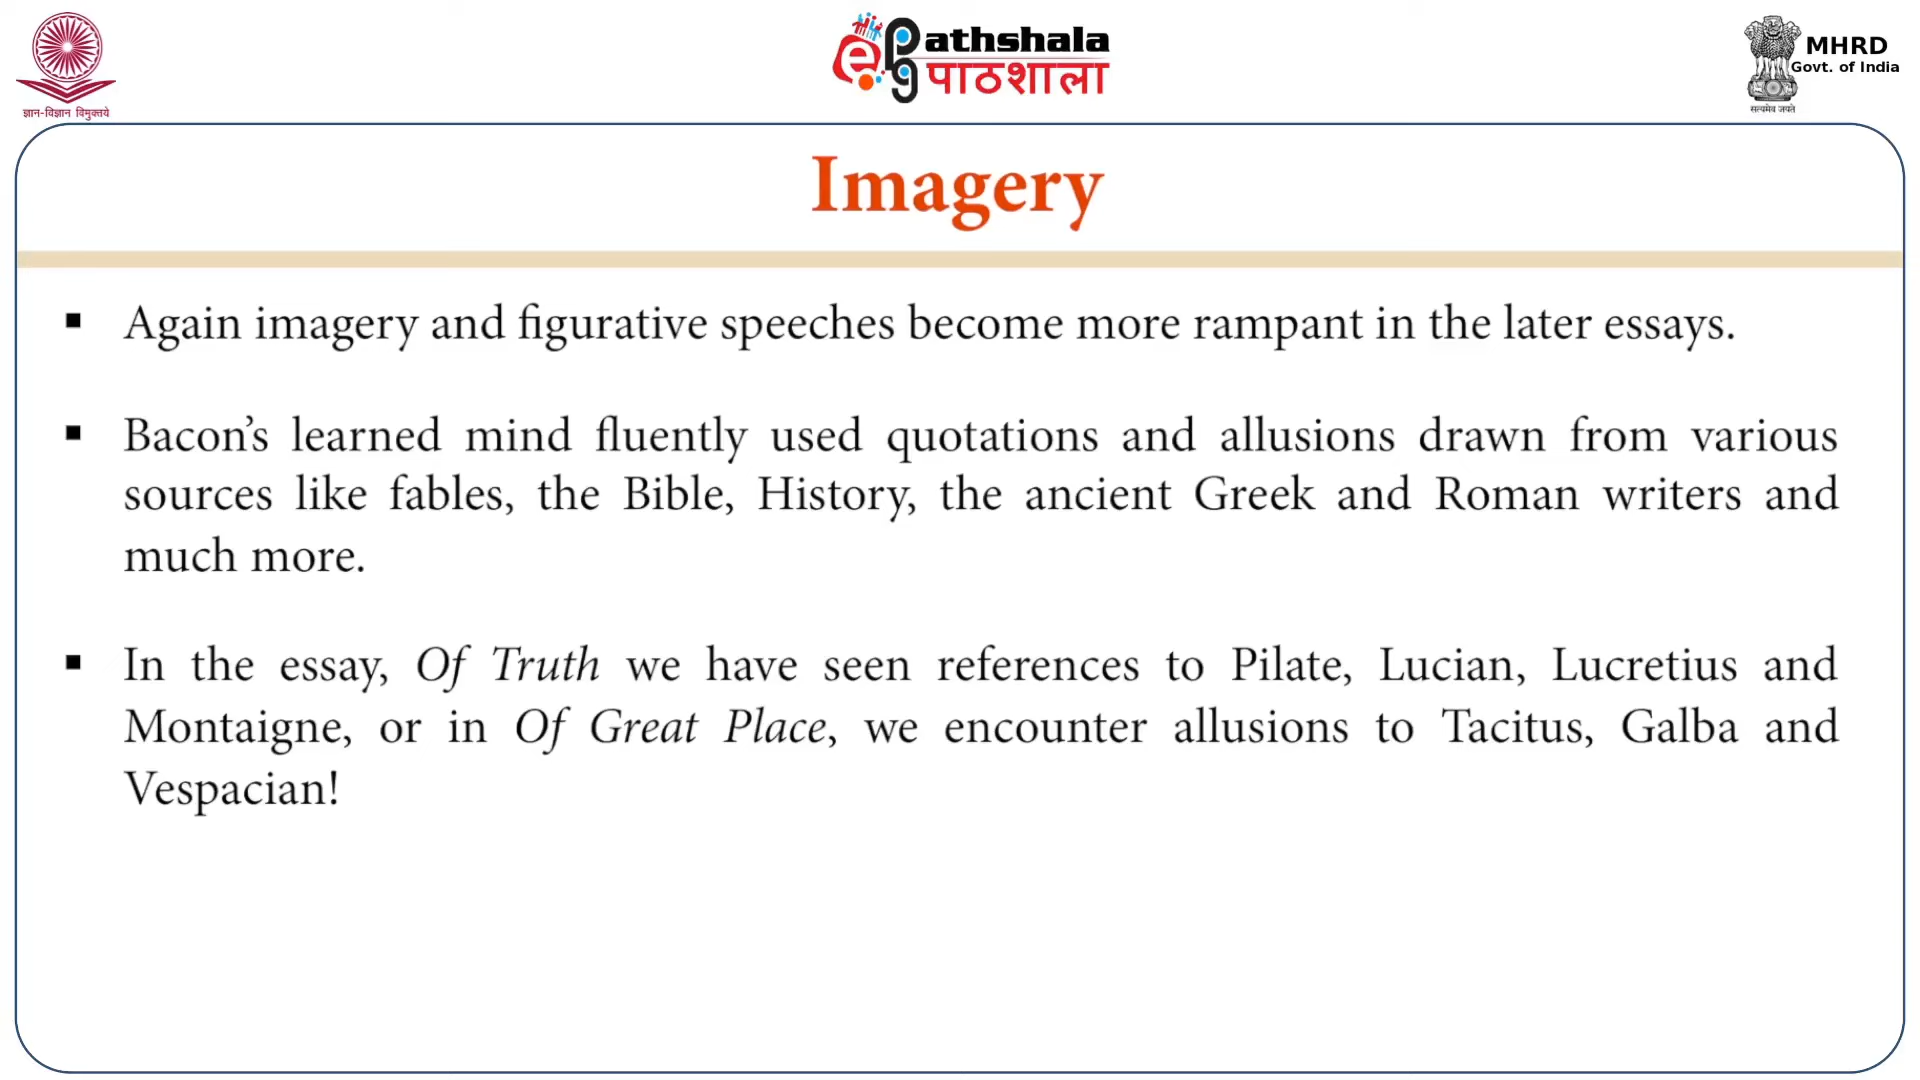 ज्ञान-विज्ञान विमुक्तये
e pg Pathshala
पाठशाला
MHRD
Govt. of India
सत्यमेव जयते
Imagery
▪ Again imagery and figurative speeches become more rampant in the later essays.
▪ Bacon’s learned mind fluently used quotations and allusions drawn from various
sources like fables, the Bible, History, the ancient Greek and Roman writers and
much more.
▪ In the essay, Of Truth we have seen references to Pilate, Lucian, Lucretius and
Montaigne, or in Of Great Place, we encounter allusions to Tacitus, Galba and
Vespacian!